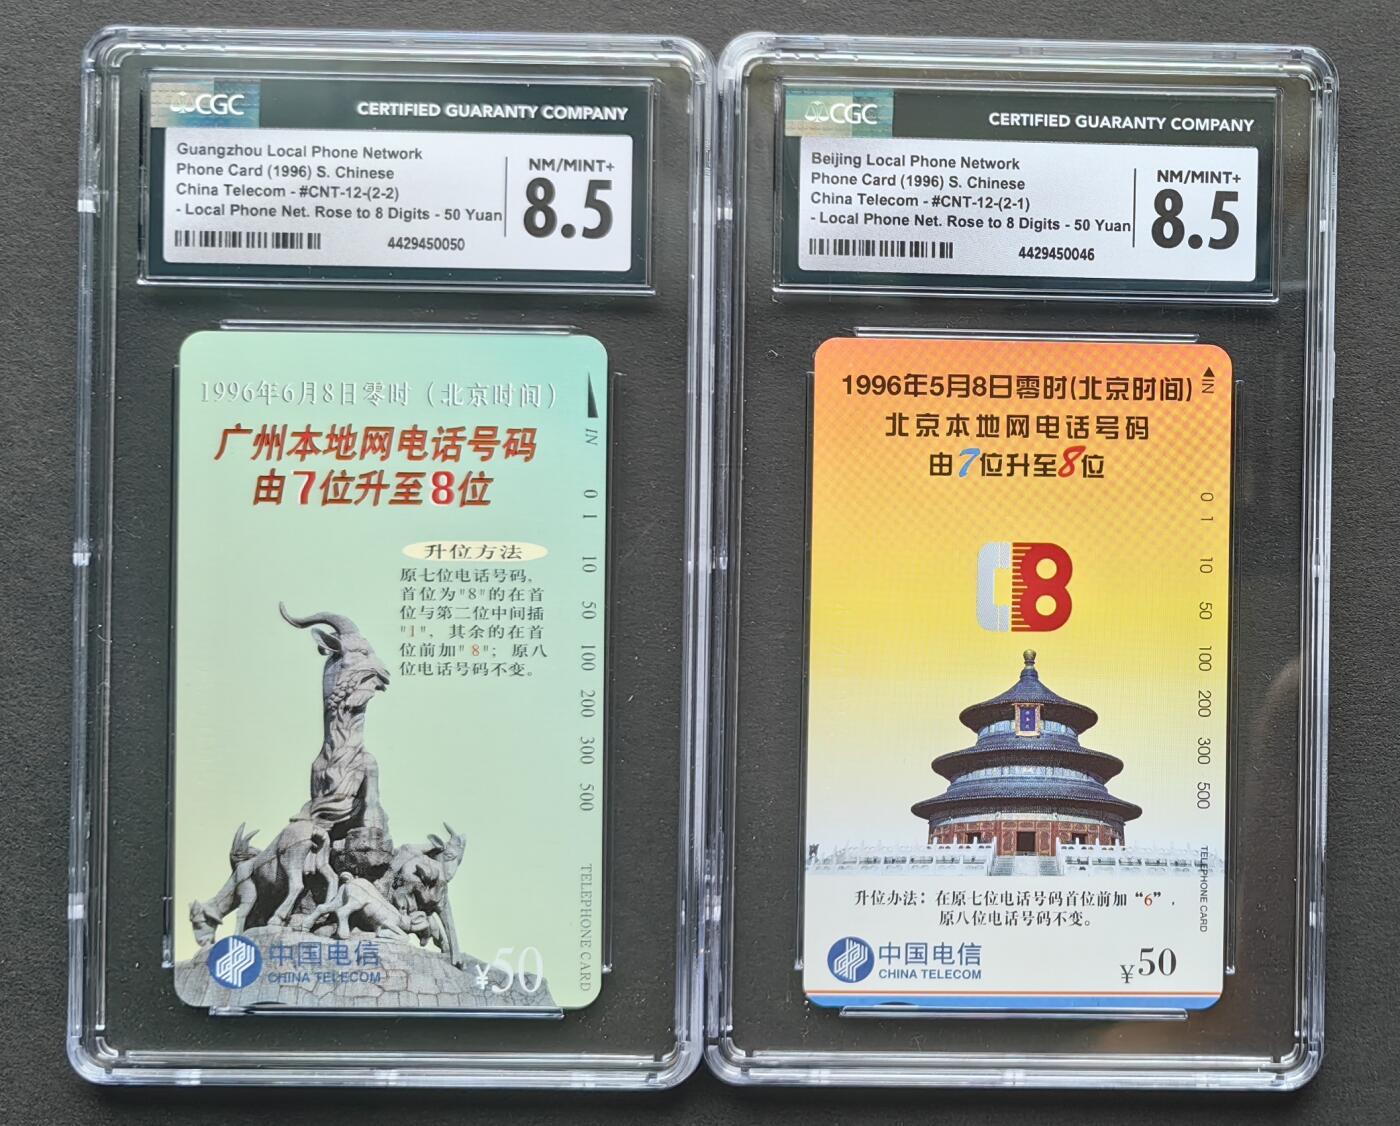 CGC
CERTIFIED GUARANTY COMPANY
Guangzhou Local Phone Network
Phone Card (1996) S. Chinese
China Telecom - #CNT-12-(2-2)
- Local Phone Net. Rose to 8 Digits - 50 Yuan
4429450050
NM/MINT+
8.5
1996年6月8日零时（北京时间）
广州本地网电话号码
由7位升至8位
升位方法
原七位电话号码,
首位为"8"的在首
位与第二位中间插
"1"，其余的在首
位前加"8"；原八
位电话号码不变。
IN
0
1
10
50
100
200
300
500
TELEPHONE CARD
中国电信
CHINA TELECOM
¥50
CGC
CERTIFIED GUARANTY COMPANY
Beijing Local Phone Network
Phone Card (1996) S. Chinese
China Telecom - #CNT-12-(2-1)
- Local Phone Net. Rose to 8 Digits - 50 Yuan
4429450046
NM/MINT+
8.5
1996年5月8日零时(北京时间)
北京本地网电话号码
由7位升至8位
8
IN
0
1
10
50
100
200
300
500
TELEPHONE CARD
升位办法：在原七位电话号码首位前加“6”，
原八位电话号码不变。
中国电信
CHINA TELECOM
¥50